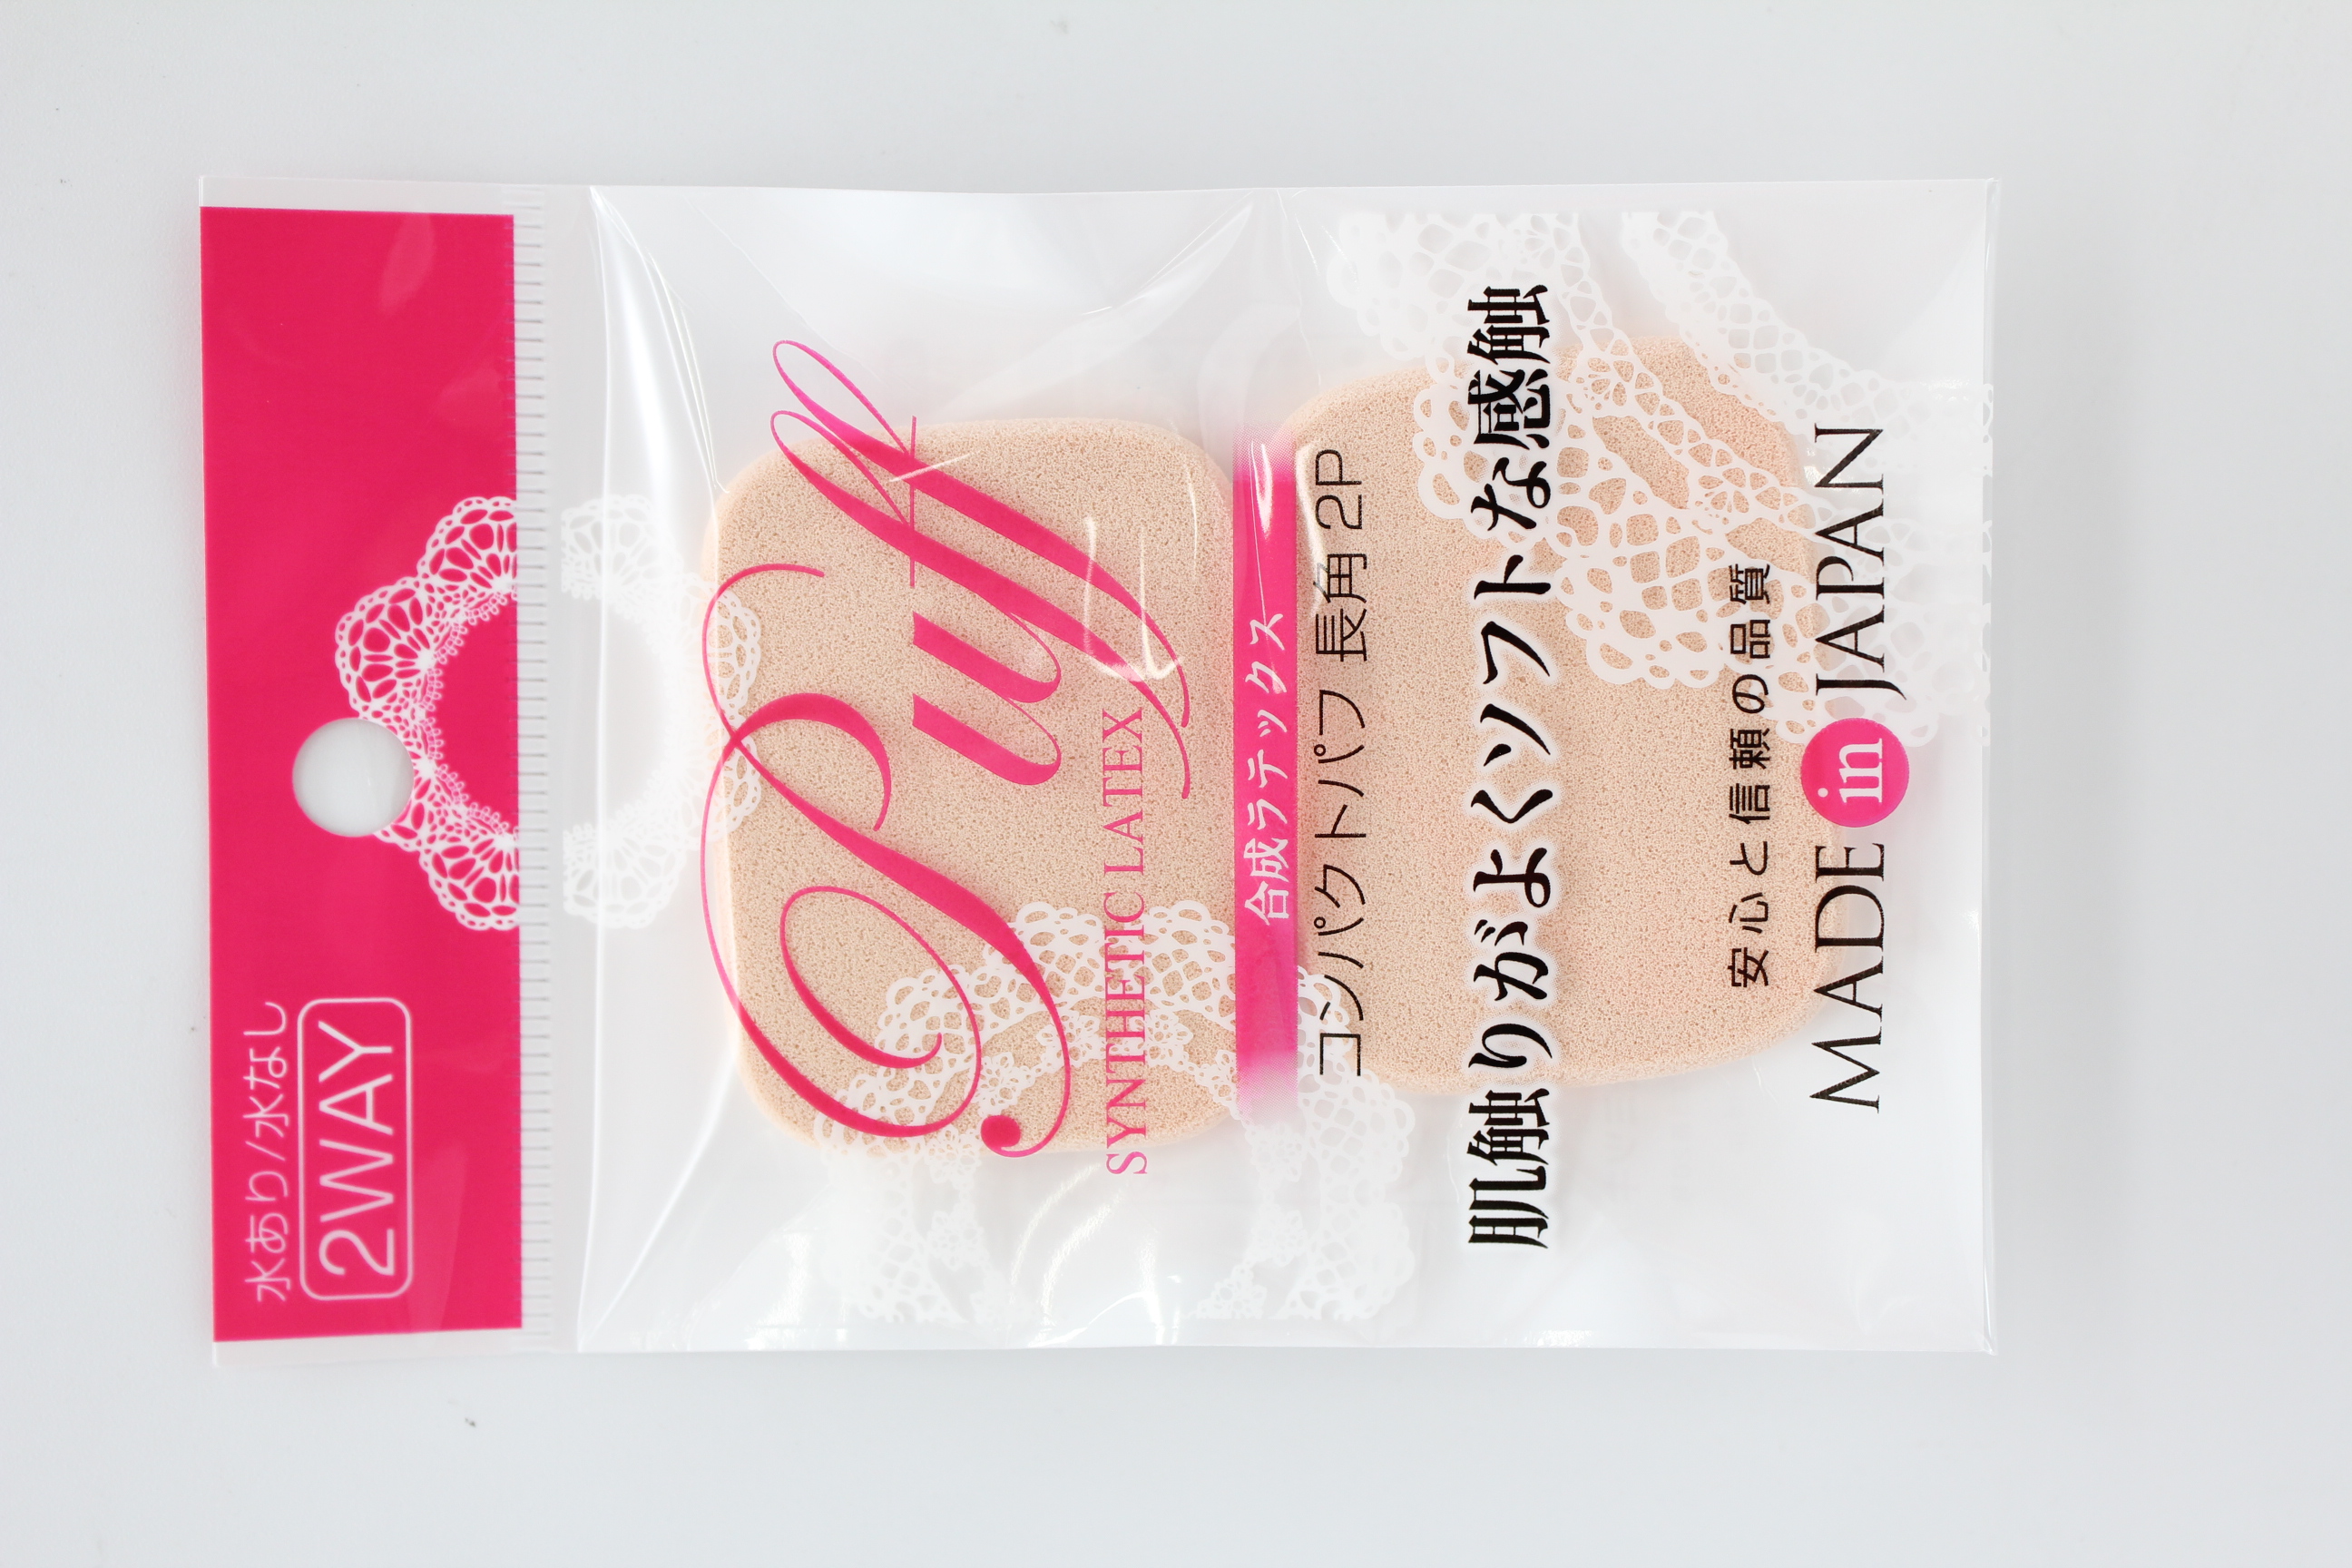 水あり/水なし
2WAY
Puff
SYNTHETIC LATEX
合成ラテックス
コンパクトパフ 長角 2P
肌触りがよくソフトな感触
安心と信頼の品質
MADE in JAPAN